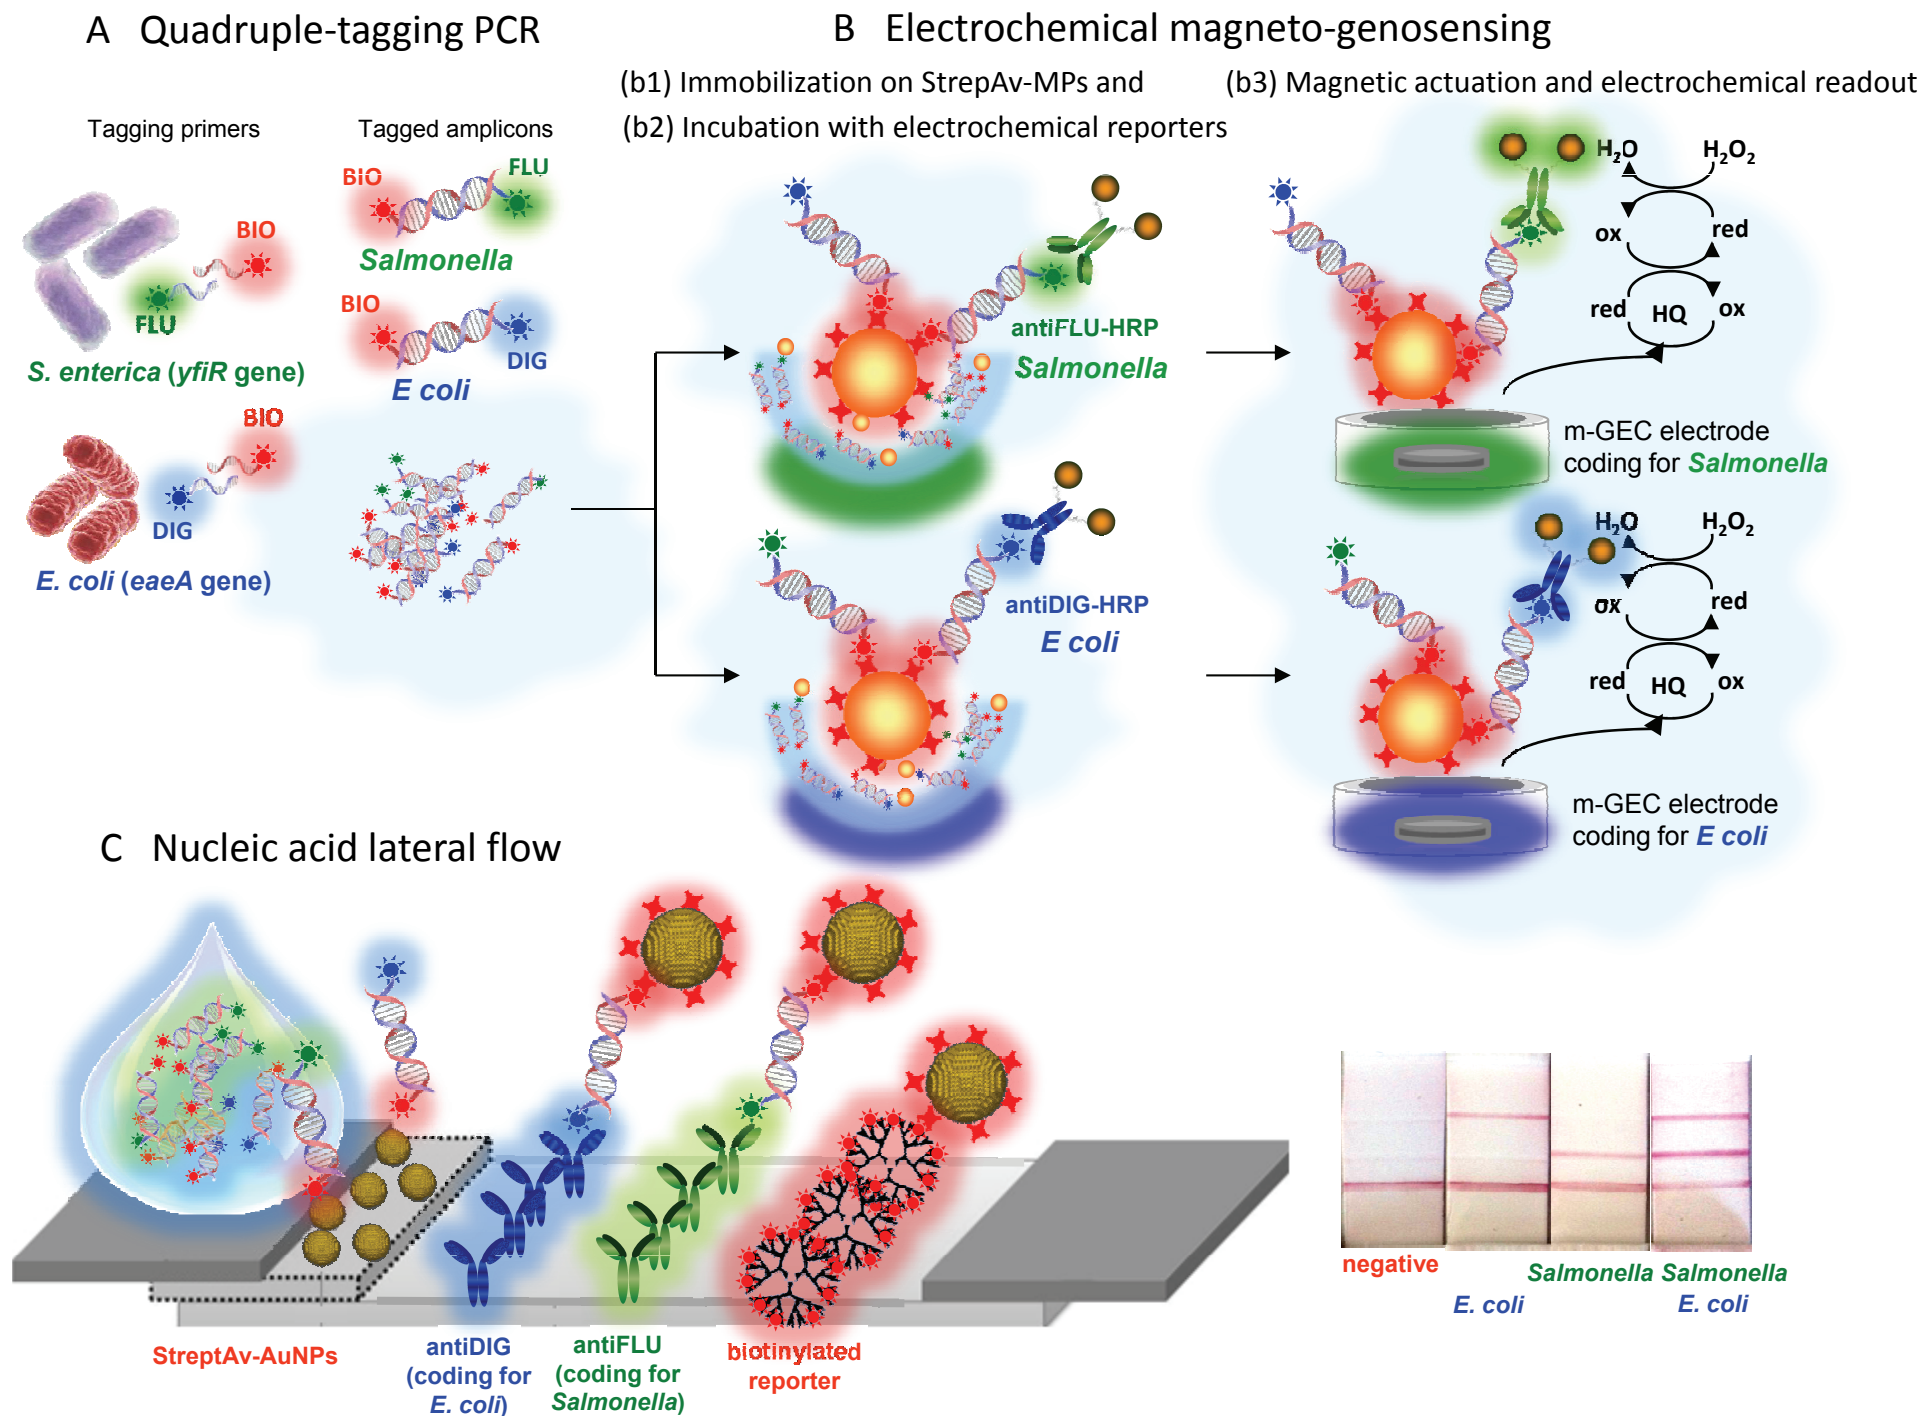 A Quadruple-tagging PCR
Tagging primers
Tagged amplicons
BIO
FLU
S. enterica (yfiR gene)
BIO
DIG
E. coli (eaeA gene)
BIO
FLU
Salmonella
BIO
DIG
E coli
B Electrochemical magneto-genosensing
(b1) Immobilization on StrepAv-MPs and
(b2) Incubation with electrochemical reporters
antiFLU-HRP
Salmonella
antiDIG-HRP
E coli
(b3) Magnetic actuation and electrochemical readout
H₂O
H₂O₂
ox
red
red
HQ
ox
m-GEC electrode
coding for Salmonella
H₂O
H₂O₂
ox
red
red
HQ
ox
m-GEC electrode
coding for E coli
C Nucleic acid lateral flow
StreptAv-AuNPs
antiDIG
(coding for
E. coli)
antiFLU
(coding for
Salmonella)
biotinylated
reporter
negative
E. coli
Salmonella
Salmonella
E. coli